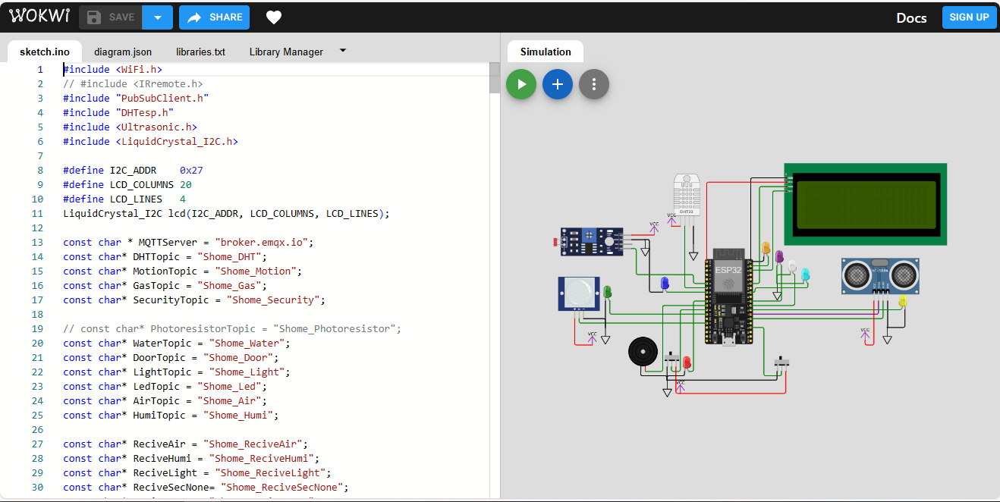 WOKWI SAVE SHARE Docs SIGN UP
sketch.ino diagram.json libraries.txt Library Manager Simulation
1 #include <WiFi.h>
2 // #include <IRremote.h>
3 #include "PubSubClient.h"
4 #include "DHTesp.h"
5 #include <Ultrasonic.h>
6 #include <LiquidCrystal_I2C.h>
7
8 #define I2C_ADDR    0x27
9 #define LCD_COLUMNS 20
10 #define LCD_LINES   4
11 LiquidCrystal_I2C lcd(I2C_ADDR, LCD_COLUMNS, LCD_LINES);
12
13 const char * MQTTServer = "broker.emqx.io";
14 const char* DHTTopic = "Shome_DHT";
15 const char* MotionTopic = "Shome_Motion";
16 const char* GasTopic = "Shome_Gas";
17 const char* SecurityTopic = "Shome_Security";
18
19 // const char* PhotoresistorTopic = "Shome_Photoresistor";
20 const char* WaterTopic = "Shome_Water";
21 const char* DoorTopic = "Shome_Door";
22 const char* LightTopic = "Shome_Light";
23 const char* LedTopic = "Shome_Led";
24 const char* AirTopic = "Shome_Air";
25 const char* HumiTopic = "Shome_Humi";
26
27 const char* ReciveAir = "Shome_ReciveAir";
28 const char* ReciveHumi = "Shome_ReciveHumi";
29 const char* ReciveLight = "Shome_ReciveLight";
30 const char* ReciveSecNone= "Shome_ReciveSecNone";
DHT22
VCC
VCC
ESP32
HC-SR04
VCC
VCC
VCC